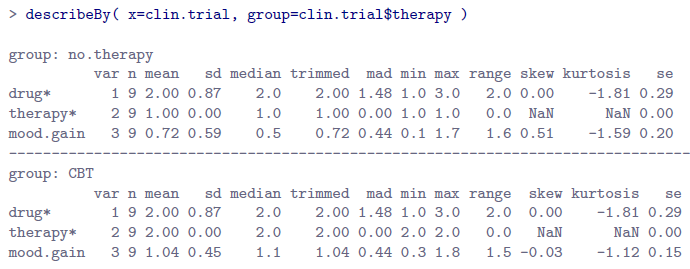 > describeBy( x=clin.trial, group=clin.trial$therapy )
group: no.therapy
var n mean sd median trimmed mad min max range skew kurtosis se
drug* 1 9 2.00 0.87 2.0 2.00 1.48 1.0 3.0 2.0 0.00 -1.81 0.29
therapy* 2 9 1.00 0.00 1.0 1.00 0.00 1.0 1.0 0.0 NaN NaN 0.00
mood.gain 3 9 0.72 0.59 0.5 0.72 0.44 0.1 1.7 1.6 0.51 -1.59 0.20
--------------------------------------------------------------------------
group: CBT
var n mean sd median trimmed mad min max range skew kurtosis se
drug* 1 9 2.00 0.87 2.0 2.00 1.48 1.0 3.0 2.0 0.00 -1.81 0.29
therapy* 2 9 2.00 0.00 2.0 2.00 0.00 2.0 2.0 0.0 NaN NaN 0.00
mood.gain 3 9 1.04 0.45 1.1 1.04 0.44 0.3 1.8 1.5 -0.03 -1.12 0.15